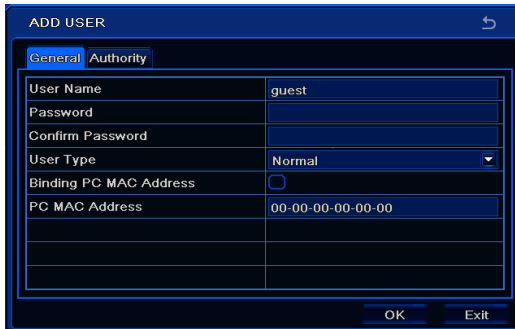 ADD USER
General Authority
User Name guest
Password
Confirm Password
User Type Normal
Binding PC MAC Address
PC MAC Address 00-00-00-00-00-00
OK Exit